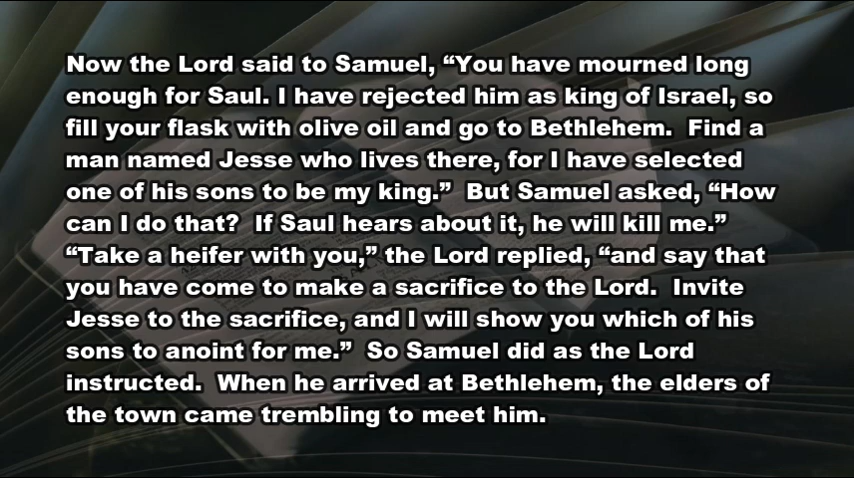 Now the Lord said to Samuel, “You have mourned long
enough for Saul. I have rejected him as king of Israel, so
fill your flask with olive oil and go to Bethlehem.  Find a
man named Jesse who lives there, for I have selected
one of his sons to be my king.”  But Samuel asked, “How
can I do that?  If Saul hears about it, he will kill me.”
“Take a heifer with you,” the Lord replied, “and say that
you have come to make a sacrifice to the Lord.  Invite
Jesse to the sacrifice, and I will show you which of his
sons to anoint for me.”  So Samuel did as the Lord
instructed.  When he arrived at Bethlehem, the elders of
the town came trembling to meet him.